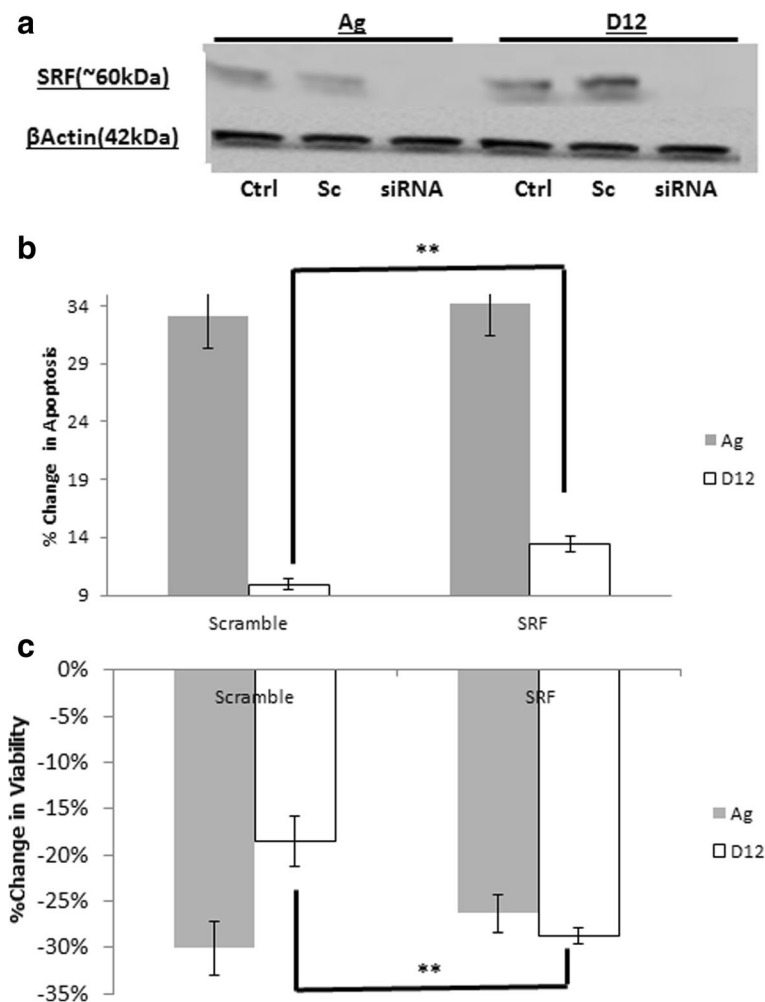 a
Ag D12
SRF(~60kDa)
βActin(42kDa)
Ctrl Sc siRNA Ctrl Sc siRNA
b
**
34
29
24
19
14
9
% Change in Apoptosis
Scramble SRF
Ag
D12
c
0%
-5%
-10%
-15%
-20%
-25%
-30%
-35%
%Change in Viability
Scramble SRF
Ag
D12
**